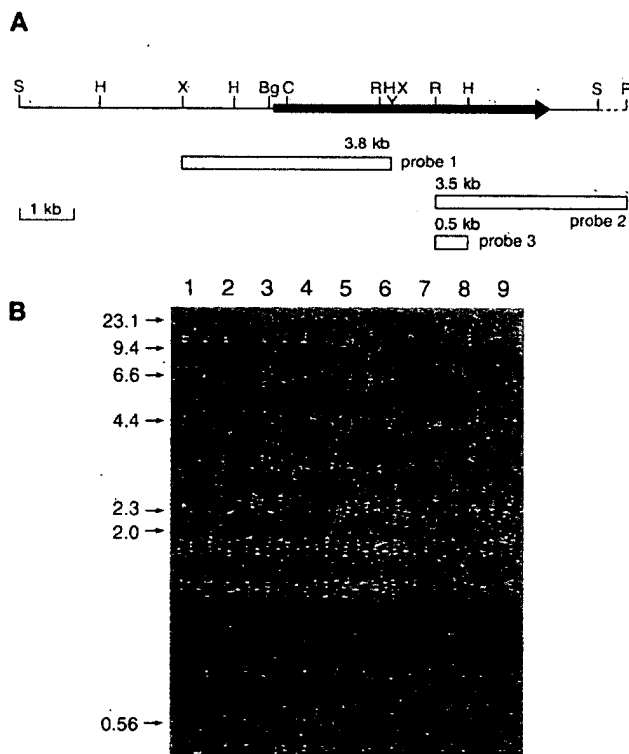 A
S H X H Bg C R H X R H S R
3.8 kb
probe 1
3.5 kb
1 kb
probe 2
0.5 kb
probe 3
B
1 2 3 4 5 6 7 8 9
23.1
9.4
6.6
4.4
2.3
2.0
0.56